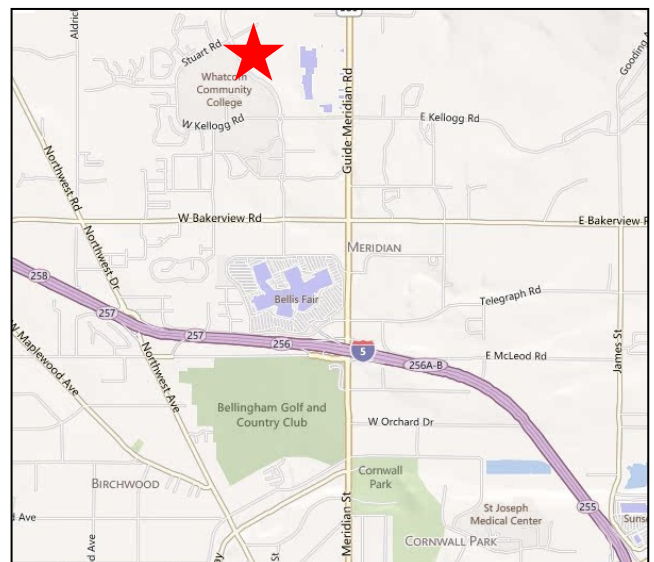 Stuart Rd
Whatcom
Community
College
W Kellogg Rd
E Kellogg Rd
Guide Meridian Rd
Northwest Rd
W Bakerview Rd
MERIDIAN
Northwest Dr
258
Bellis Fair
Telegraph Rd
257
257
256
5
256A-B
E McLeod Rd
James St
W Maplewood Ave
Northwest Ave
Bellingham Golf and
Country Club
W Orchard Dr
Cornwall
Park
BIRCHWOOD
Meridian St
St Joseph
Medical Center
255
CORNWALL PARK